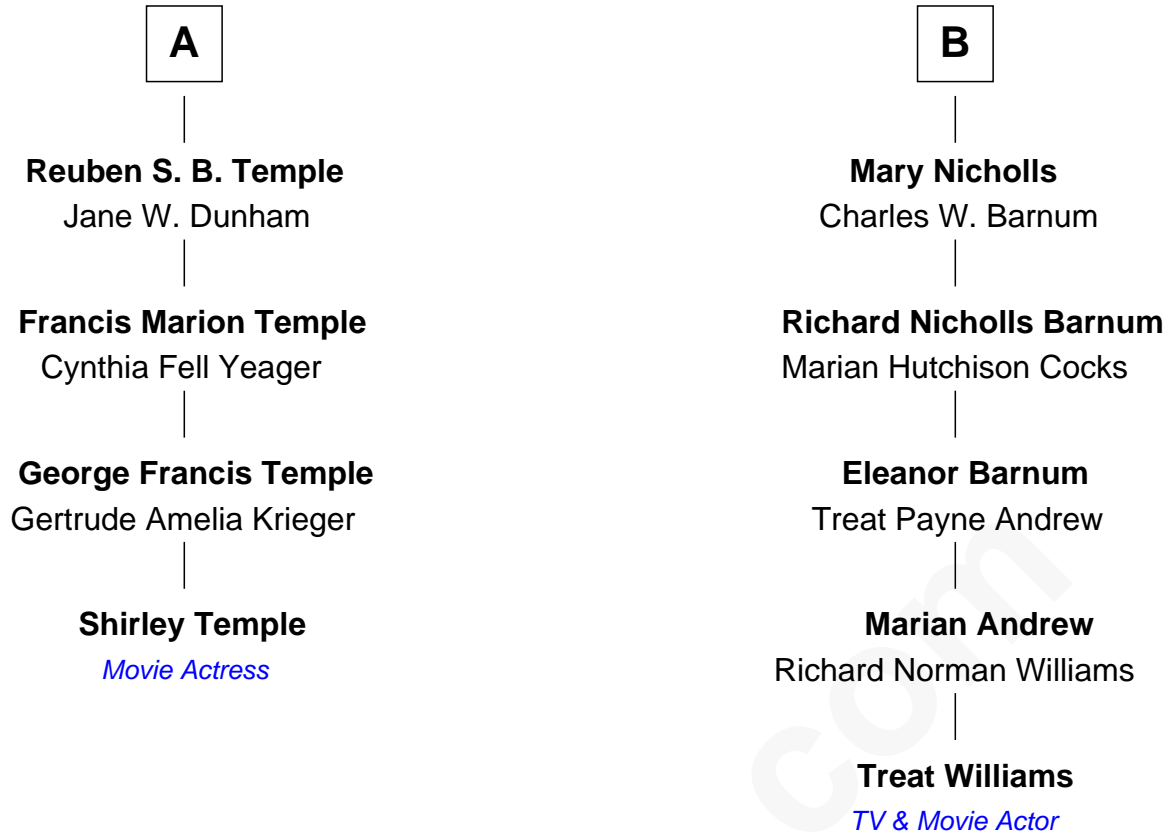 A
Reuben S. B. Temple
Jane W. Dunham
Francis Marion Temple
Cynthia Fell Yeager
George Francis Temple
Gertrude Amelia Krieger
Shirley Temple
Movie Actress
B
Mary Nicholls
Charles W. Barnum
Richard Nicholls Barnum
Marian Hutchison Cocks
Eleanor Barnum
Treat Payne Andrew
Marian Andrew
Richard Norman Williams
Treat Williams
TV & Movie Actor
com